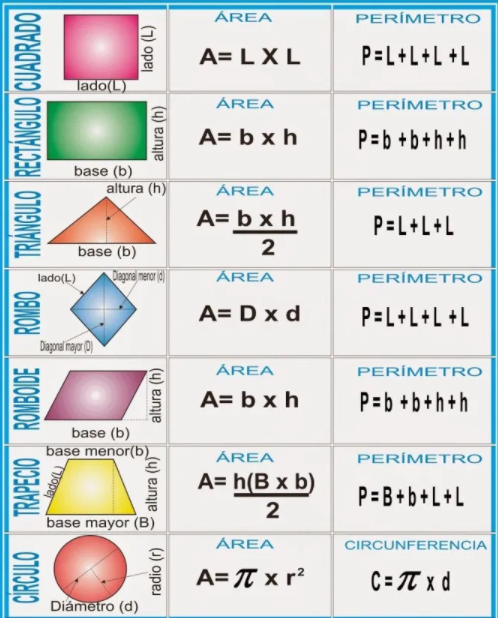 CUADRADO
lado (L)
lado(L)
ÁREA
A= L X L
PERÍMETRO
P=L+L+L +L
RECTÁNGULO
altura (h)
base (b)
ÁREA
A= b x h
PERÍMETRO
P=b +b+h+h
TRIÁNGULO
altura (h)
base (b)
ÁREA
A= b x h
2
PERÍMETRO
P=L+L+L
ROMBO
lado(L)
Diagonal menor (d)
Diagonal mayor (D)
ÁREA
A= D x d
PERÍMETRO
P=L+L+L +L
ROMBOIDE
altura (h)
base (b)
ÁREA
A= b x h
PERÍMETRO
P=b +b+h+h
TRAPECIO
base menor(b)
lado(L)
altura (h)
base mayor (B)
ÁREA
A= h(B x b)
2
PERÍMETRO
P=B+b+L+L
CÍRCULO
radio (r)
Diámetro (d)
ÁREA
A= π x r²
CIRCUNFERENCIA
C= π x d